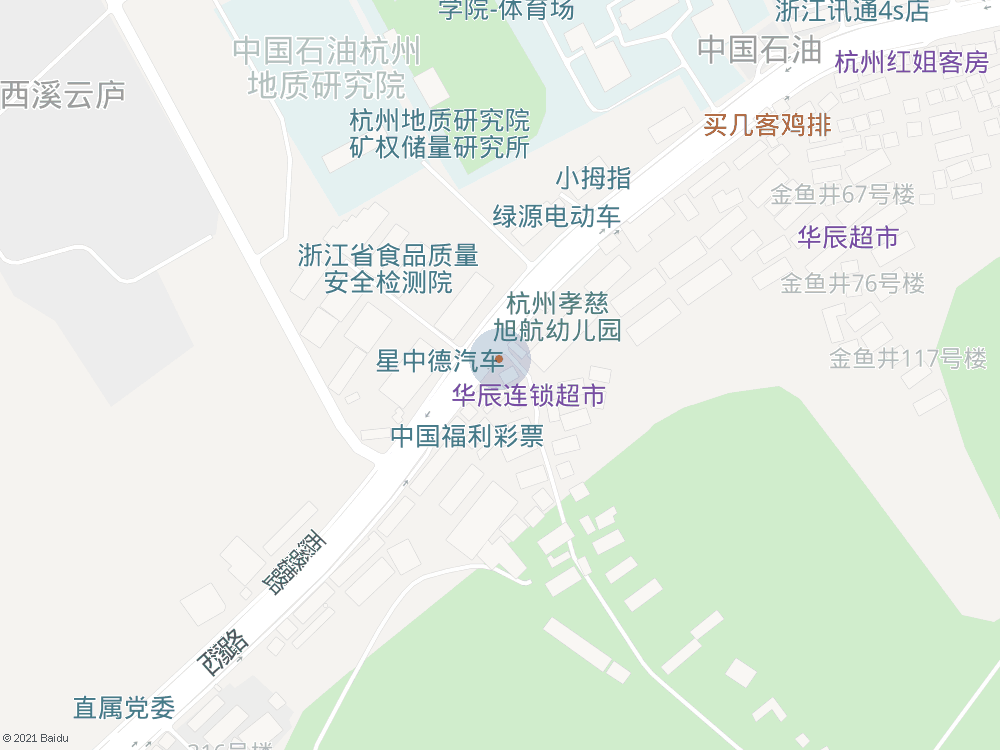 学院-体育场
浙江讯通4s店
中国石油杭州
地质研究院
中国石油
杭州红姐客房
西溪云庐
杭州地质研究院
矿权储量研究所
买几客鸡排
小拇指
金鱼井67号楼
绿源电动车
华辰超市
浙江省食品质量
安全检测院
金鱼井76号楼
杭州孝慈
旭航幼儿园
星中德汽车
金鱼井117号楼
华辰连锁超市
中国福利彩票
西溪路
直属党委
© 2021 Baidu